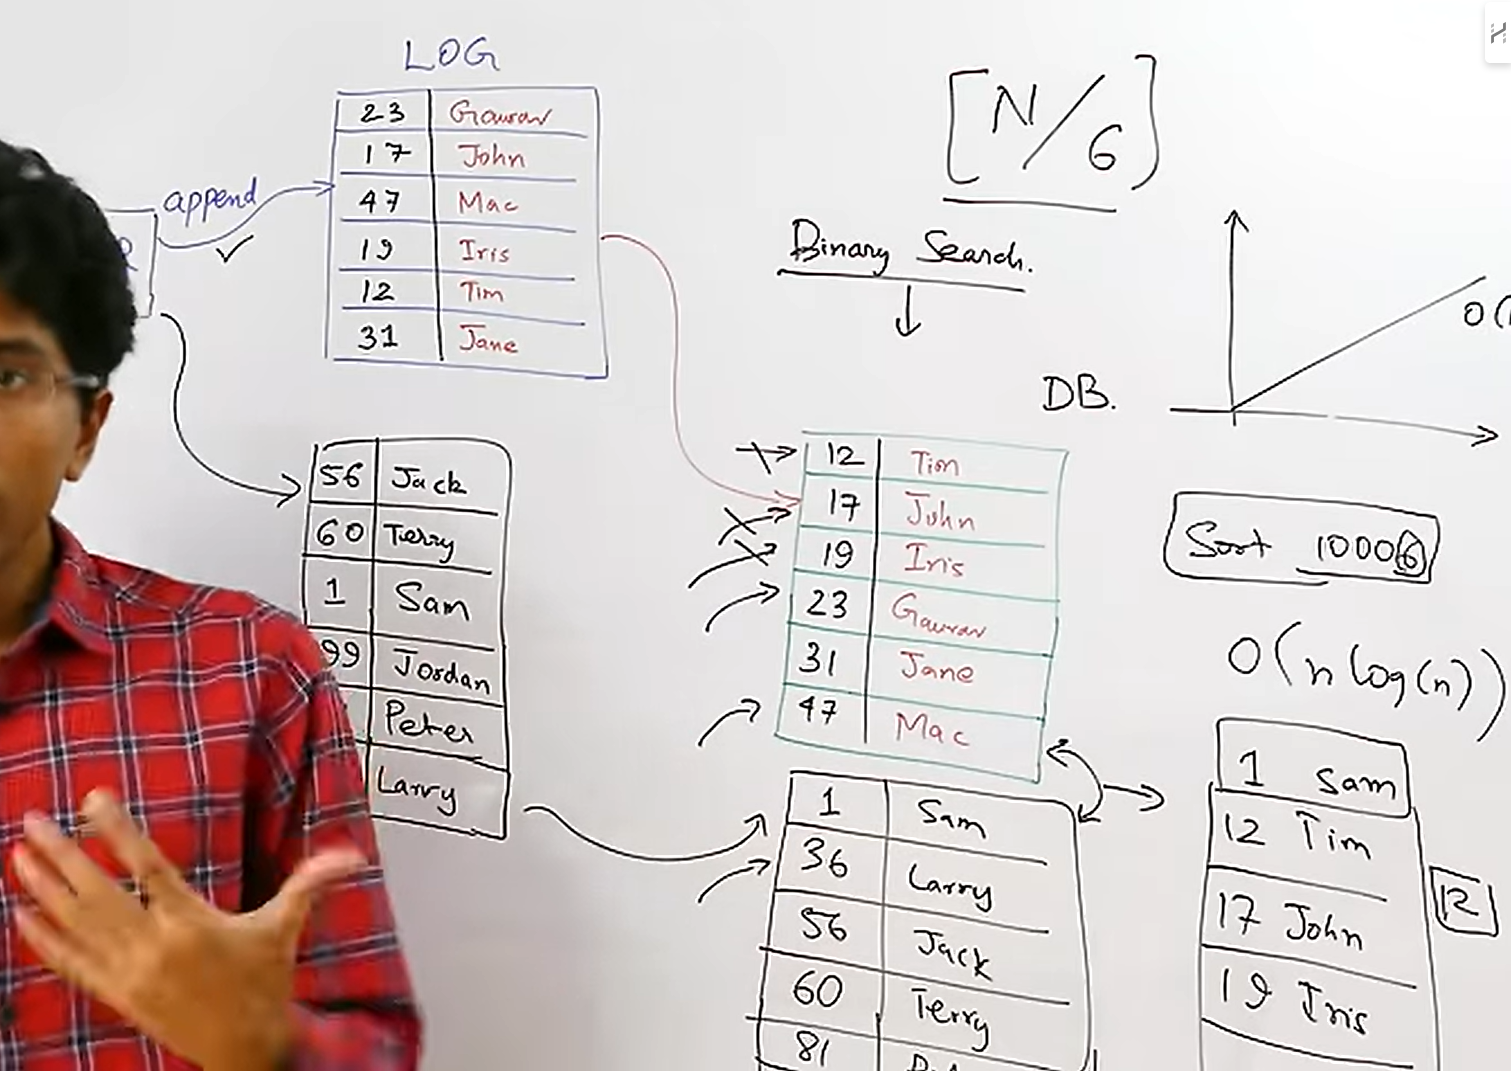 LOG
23 Gaurav
17 John
47 Mac
19 Iris
12 Tim
31 Jane
append
R
56 Jack
60 Terry
1 Sam
99 Jordan
Peter
Larry
[N/6]
Binary Search.
DB.
12 Tim
17 John
19 Iris
23 Gaurav
31 Jane
47 Mac
1 Sam
36 Larry
56 Jack
60 Terry
81
O(
Sort 10006
O(n log(n))
1 Sam
12 Tim
17 John
19 Iris
12